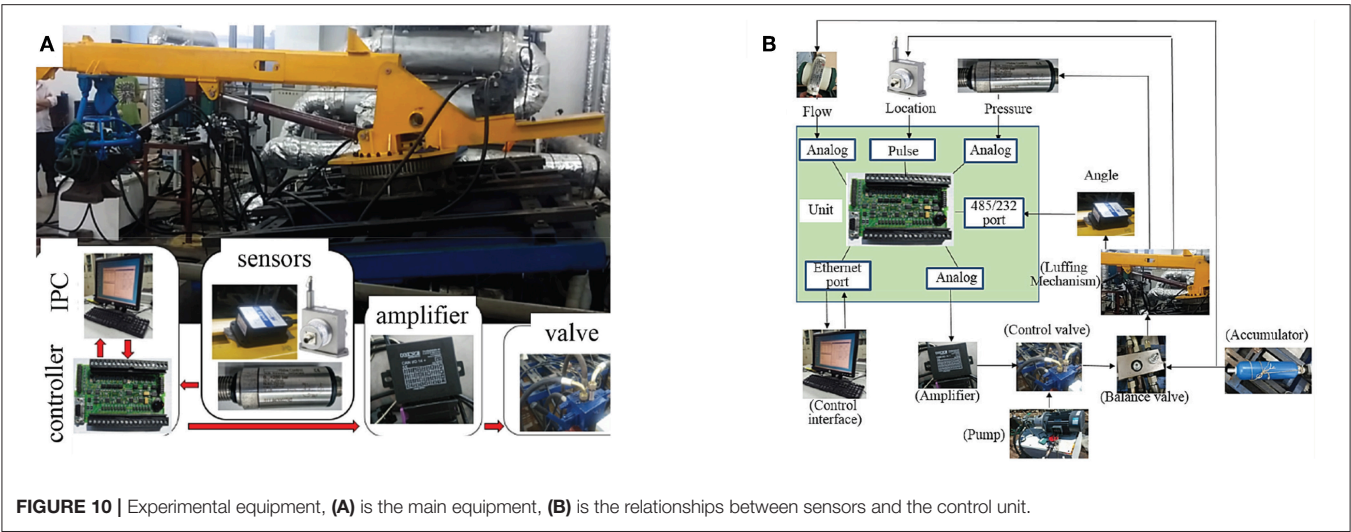 A
IPC
controller
sensors
amplifier
valve
B
Flow
Location
Pressure
Analog
Pulse
Analog
Unit
485/232
port
Angle
Ethernet
port
Analog
(Luffing
Mechanism)
(Control valve)
(Accumulator)
(Control
interface)
(Amplifier)
(Balance valve)
(Pump)
FIGURE 10 | Experimental equipment, (A) is the main equipment, (B) is the relationships between sensors and the control unit.